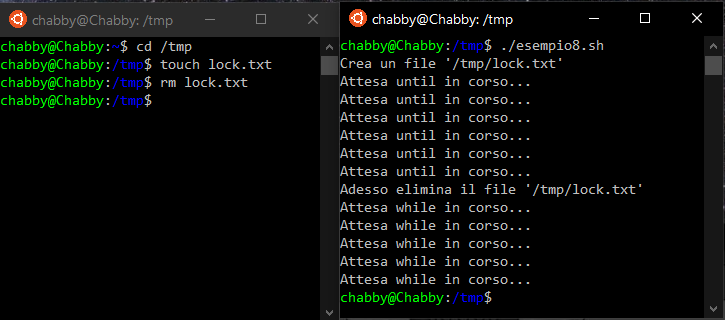 chabby@Chabby: /tmp
chabby@Chabby:~$ cd /tmp
chabby@Chabby:/tmp$ touch lock.txt
chabby@Chabby:/tmp$ rm lock.txt
chabby@Chabby:/tmp$
chabby@Chabby: /tmp
chabby@Chabby:/tmp$ ./esempio8.sh
Crea un file '/tmp/lock.txt'
Attesa until in corso...
Attesa until in corso...
Attesa until in corso...
Attesa until in corso...
Attesa until in corso...
Attesa until in corso...
Adesso elimina il file '/tmp/lock.txt'
Attesa while in corso...
Attesa while in corso...
Attesa while in corso...
Attesa while in corso...
Attesa while in corso...
chabby@Chabby:/tmp$